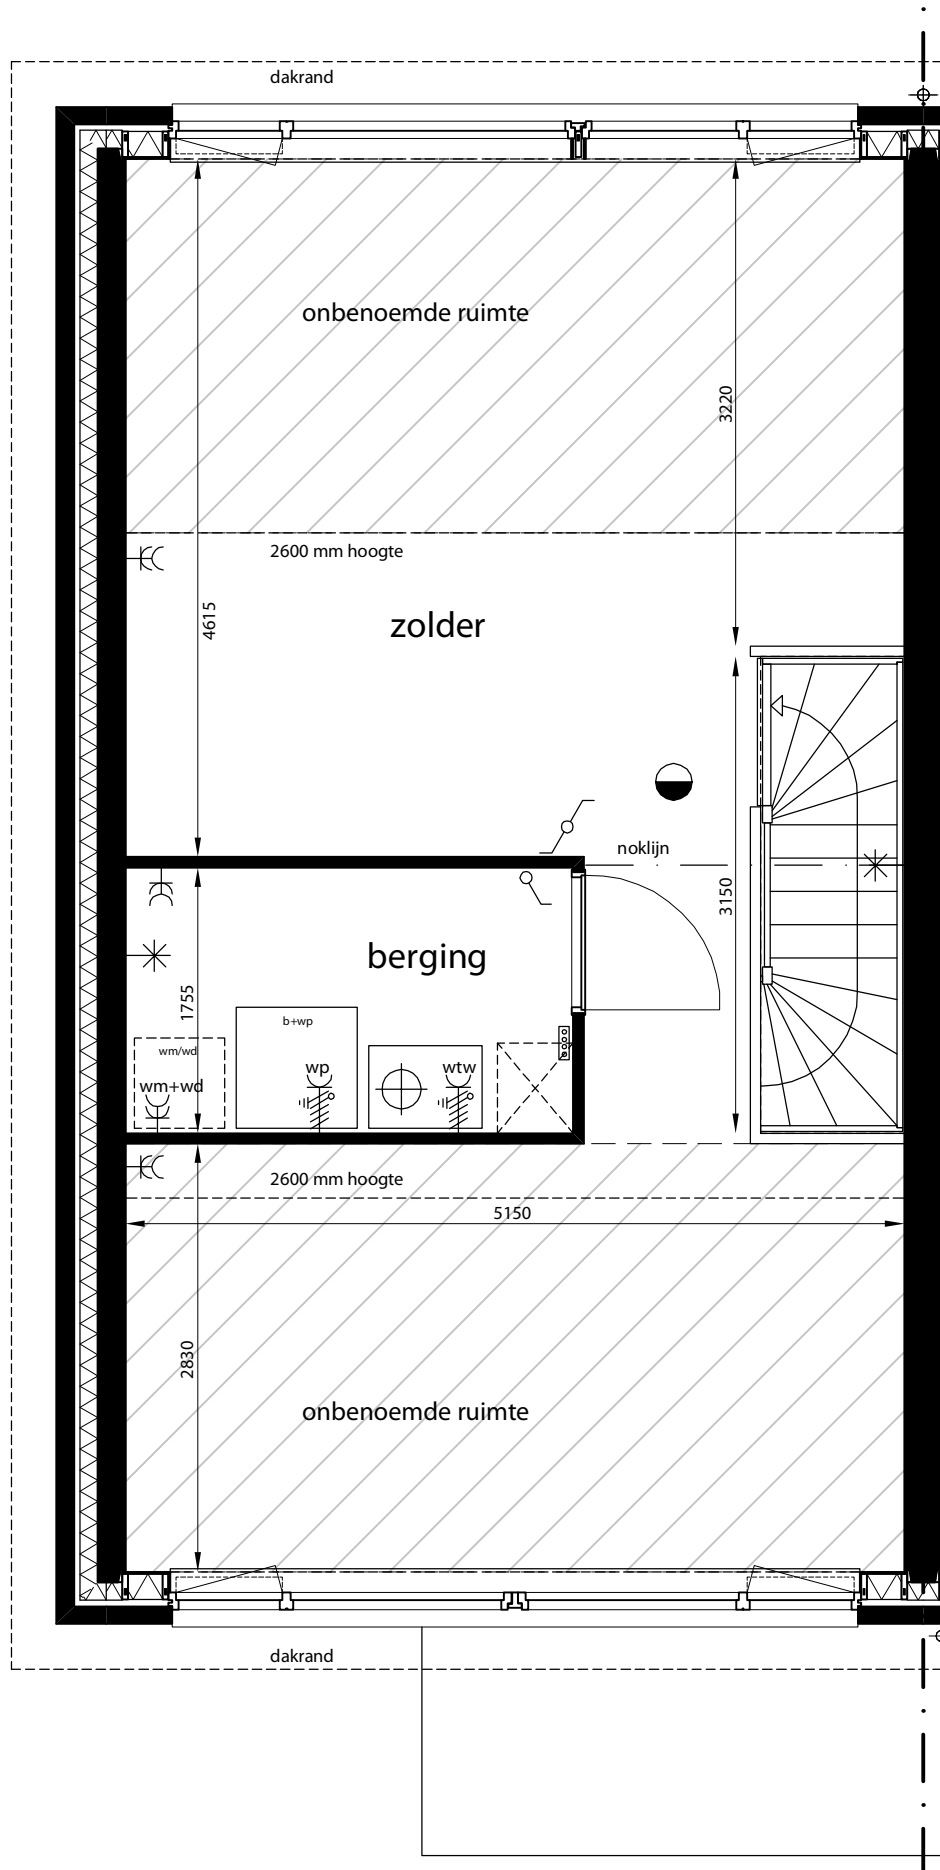 dakrand
onbenoemde ruimte
3220
2600 mm hoogte
4615
zolder
noklijn
3150
berging
1755
b+wp
wm/wd
wp
wtw
wm+wd
2600 mm hoogte
5150
2830
onbenoemde ruimte
dakrand